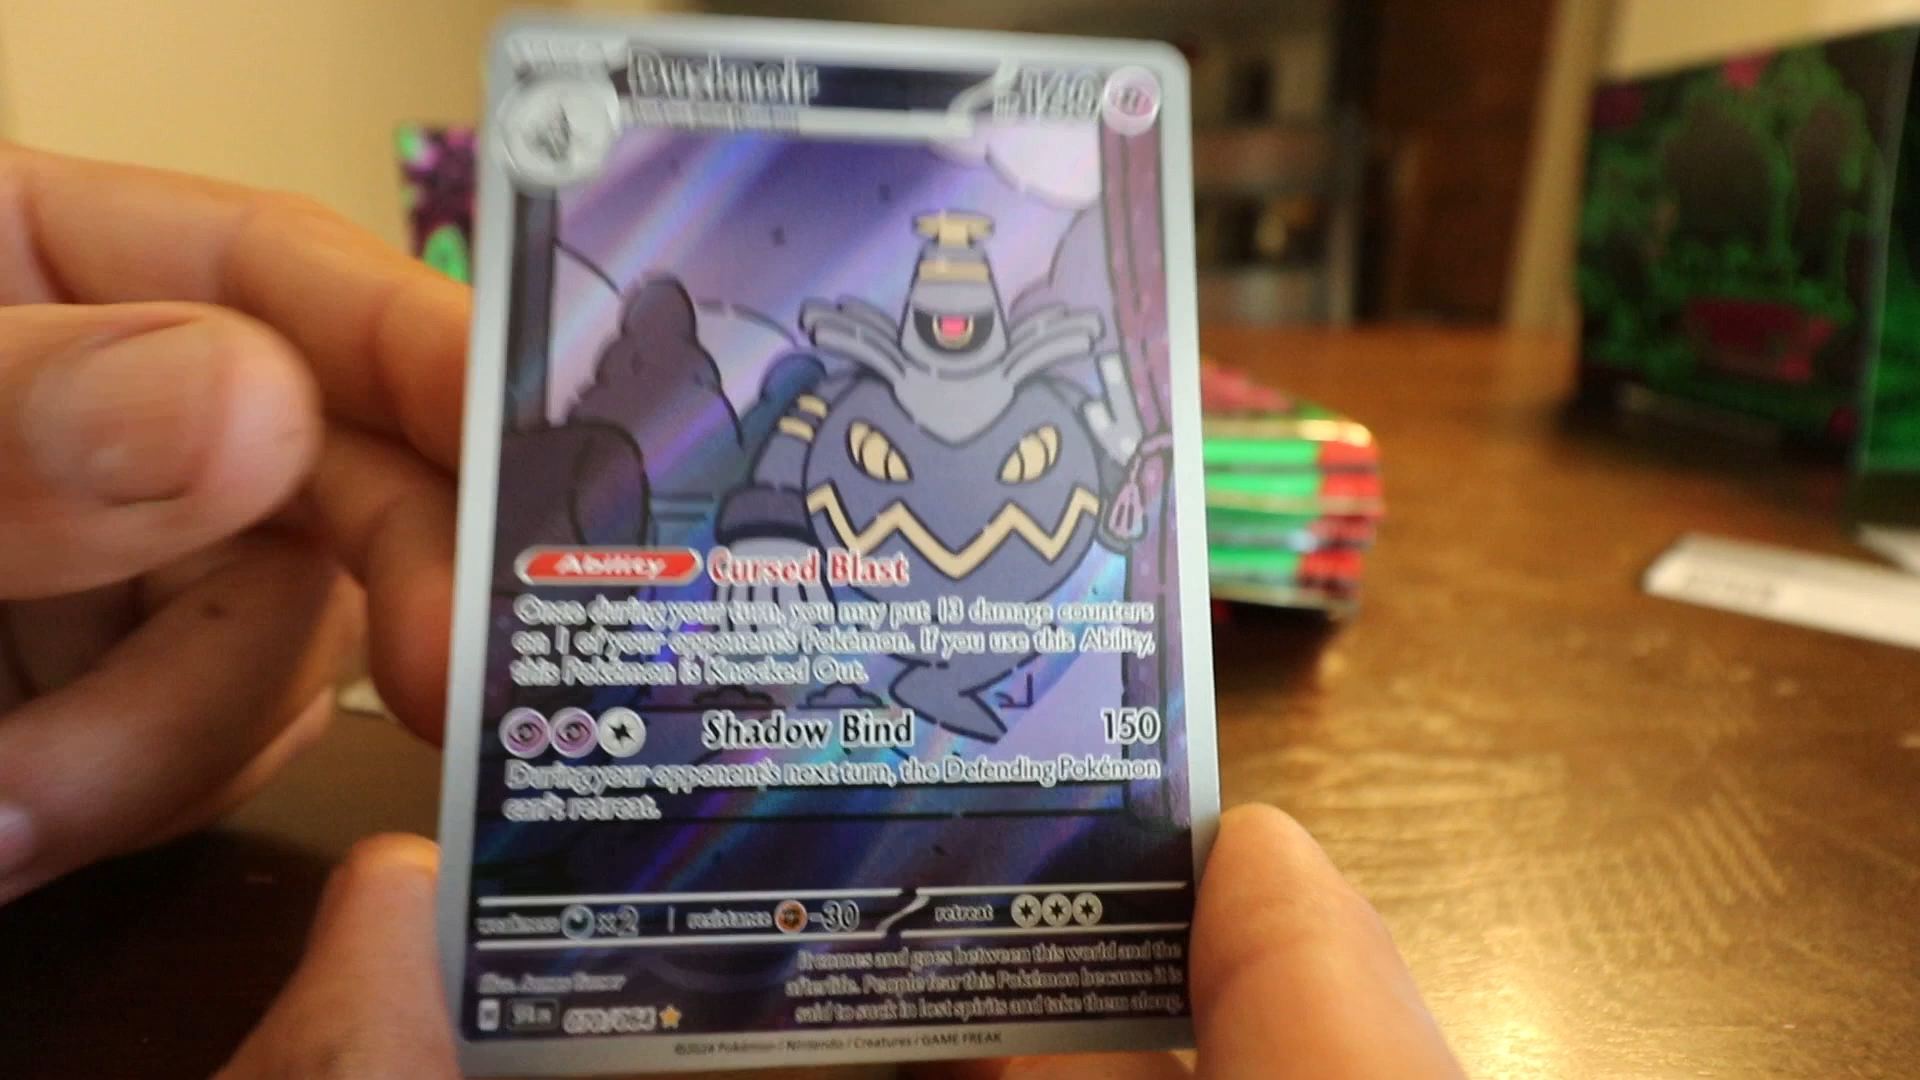 Dusknoir
HP 160
Ability Cursed Blast
Once during your turn, you may put 13 damage counters
on 1 of your opponent's Pokémon. If you use this Ability,
this Pokémon is Knocked Out.
Shadow Bind 150
During your opponent's next turn, the Defending Pokémon
can't retreat.
weakness ×2 resistance -30 retreat
It comes and goes between this world and the
afterlife. People fear this Pokémon because it is
said to suck in lost spirits and take them along.
070/064
©2024 Pokémon / Nintendo / Creatures / GAME FREAK